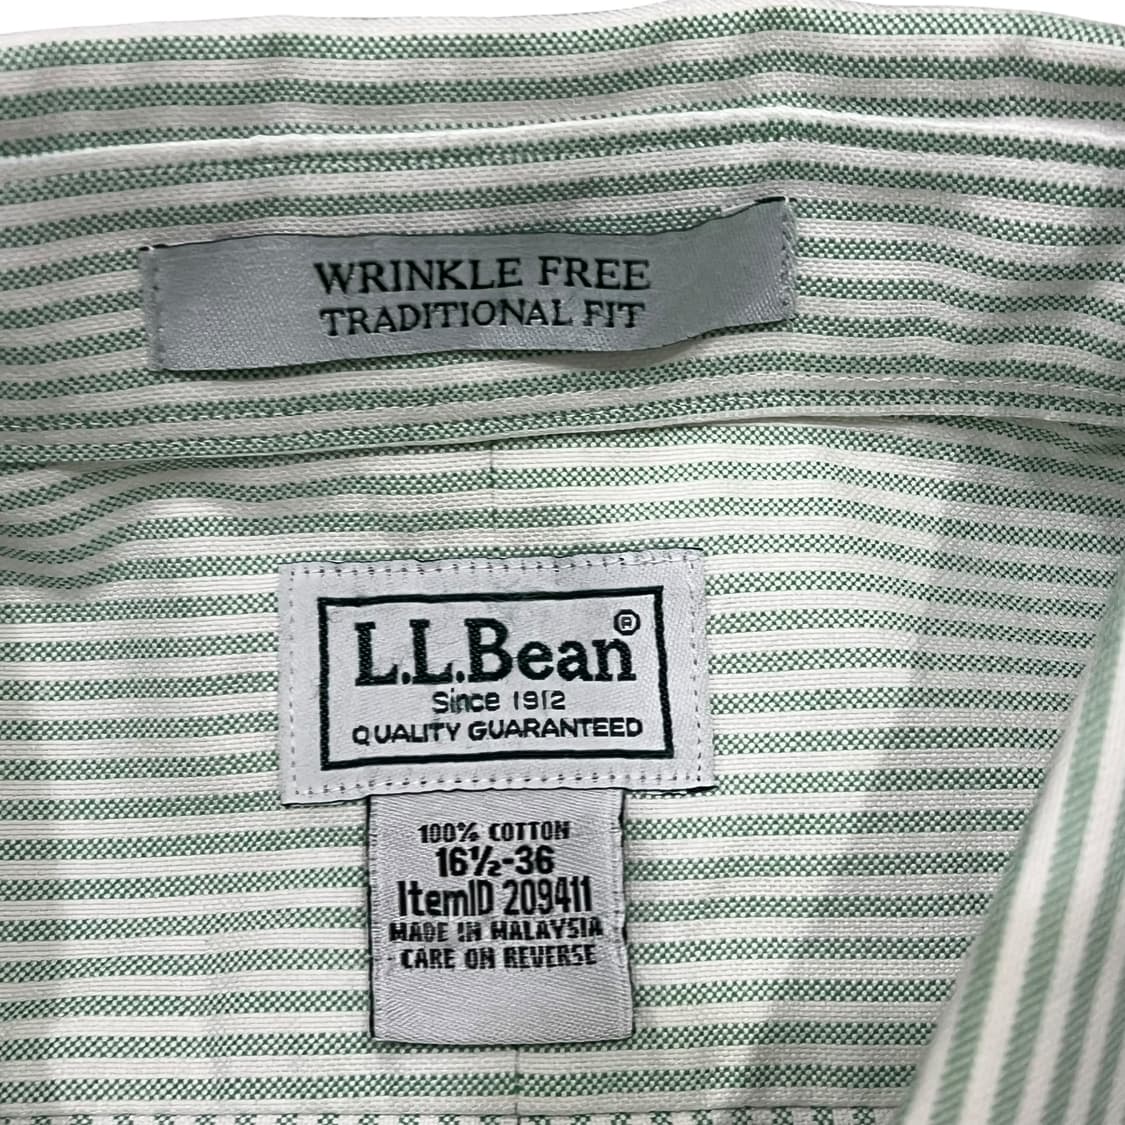 WRINKLE FREE
TRADITIONAL FIT
L.L.Bean®
Since 1912
QUALITY GUARANTEED
100% COTTON
16½-36
ItemID 209411
MADE IN MALAYSIA
CARE ON REVERSE